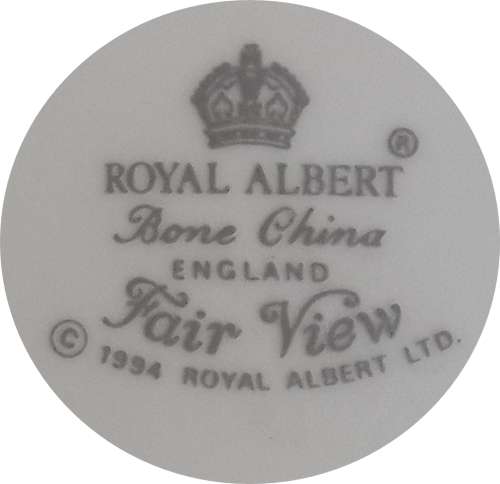 ®
ROYAL ALBERT
Bone China
ENGLAND
Fair View
© 1994 ROYAL ALBERT LTD.